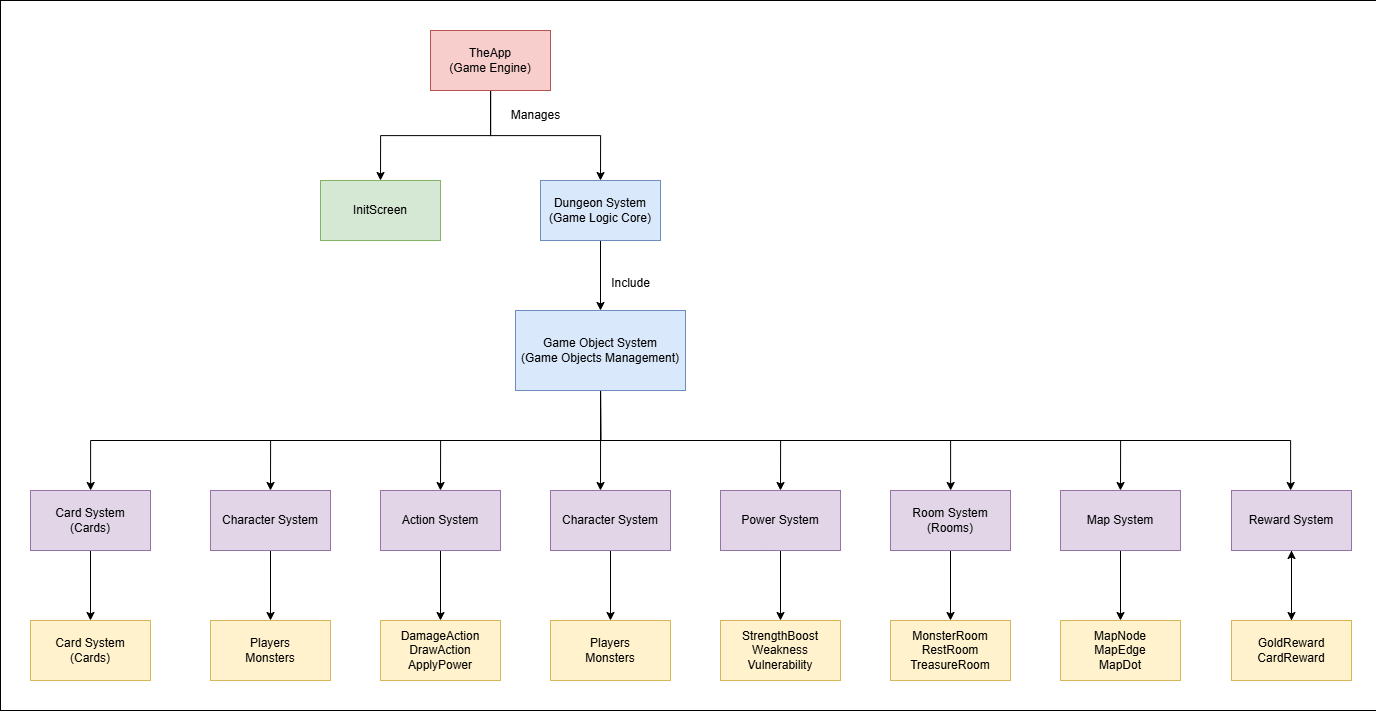 TheApp
(Game Engine)
Manages
InitScreen
Dungeon System
(Game Logic Core)
Include
Game Object System
(Game Objects Management)
Card System
(Cards)
Character System
Action System
Character System
Power System
Room System
(Rooms)
Map System
Reward System
Card System
(Cards)
Players
Monsters
DamageAction
DrawAction
ApplyPower
Players
Monsters
StrengthBoost
Weakness
Vulnerability
MonsterRoom
RestRoom
TreasureRoom
MapNode
MapEdge
MapDot
GoldReward
CardReward